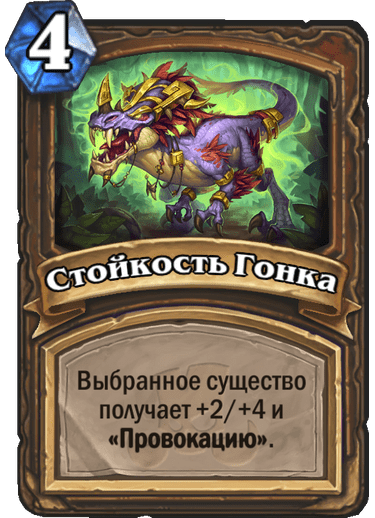 4
Стойкость Гонка
Выбранное существо
получает +2/+4 и
«Провокацию».